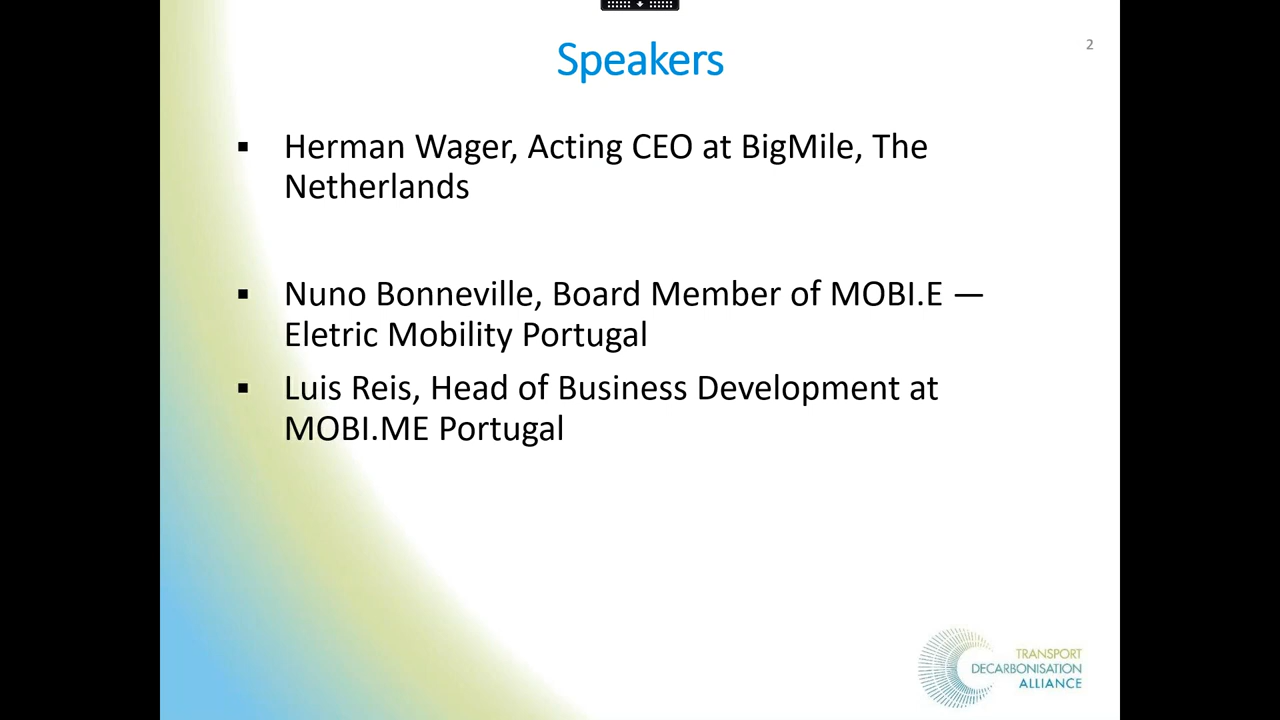 Speakers
2
▪ Herman Wager, Acting CEO at BigMile, The
Netherlands
▪ Nuno Bonneville, Board Member of MOBI.E —
Eletric Mobility Portugal
▪ Luis Reis, Head of Business Development at
MOBI.ME Portugal
TRANSPORT
DECARBONISATION
ALLIANCE